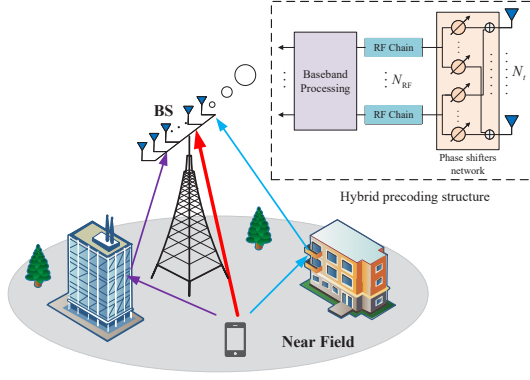 BS
Baseband
Processing
RF Chain
N_RF
RF Chain
N_t
Phase shifters
network
Hybrid precoding structure
Near Field